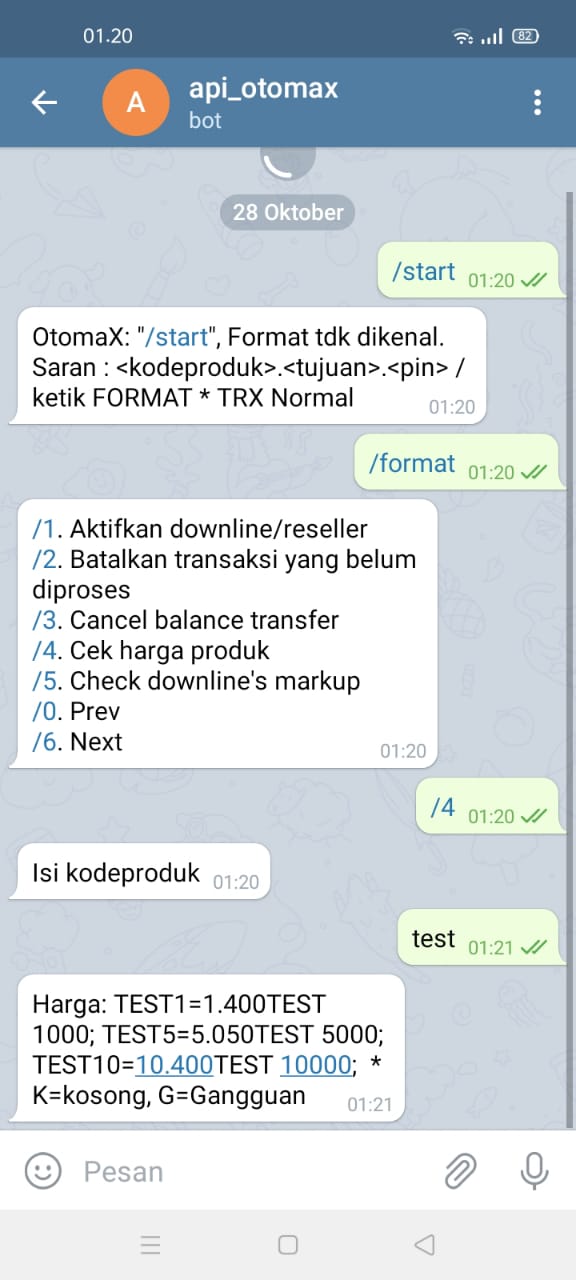 01.20
82
A
api_otomax
bot
28 Oktober
/start 01:20
OtomaX: "/start", Format tdk dikenal.
Saran : <kodeproduk>.<tujuan>.<pin> /
ketik FORMAT * TRX Normal 01:20
/format 01:20
/1. Aktifkan downline/reseller
/2. Batalkan transaksi yang belum
diproses
/3. Cancel balance transfer
/4. Cek harga produk
/5. Check downline's markup
/0. Prev
/6. Next 01:20
/4 01:20
Isi kodeproduk 01:20
test 01:21
Harga: TEST1=1.400TEST
1000; TEST5=5.050TEST 5000;
TEST10=10.400TEST 10000; *
K=kosong, G=Gangguan 01:21
Pesan